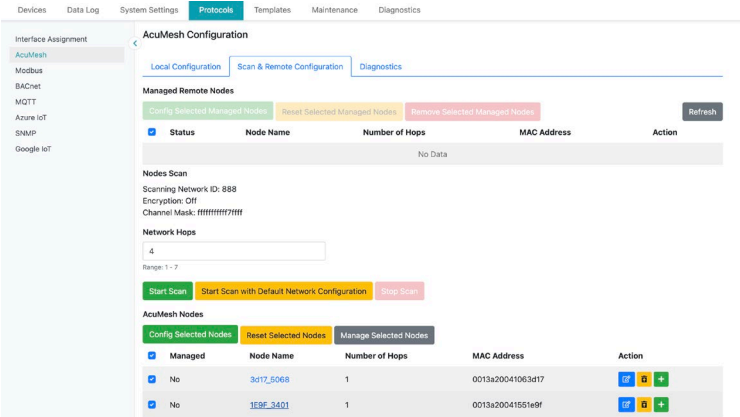 Devices Data Log System Settings Protocols Templates Maintenance Diagnostics
Interface Assignment
AcuMesh
Modbus
BACnet
MQTT
Azure IoT
SNMP
Google IoT
AcuMesh Configuration
Local Configuration Scan & Remote Configuration Diagnostics
Managed Remote Nodes
Config Selected Managed Nodes Reset Selected Managed Nodes Remove Selected Managed Nodes Refresh
Status Node Name Number of Hops MAC Address Action
No Data
Nodes Scan
Scanning Network ID: 888
Encryption: Off
Channel Mask: fffffffffff7ffff
Network Hops
4
Range: 1 - 7
Start Scan Start Scan with Default Network Configuration Stop Scan
AcuMesh Nodes
Config Selected Nodes Reset Selected Nodes Manage Selected Nodes
Managed Node Name Number of Hops MAC Address Action
No 3d17_5068 1 0013a20041063d17
No 1E9F_3401 1 0013a20041551e9f